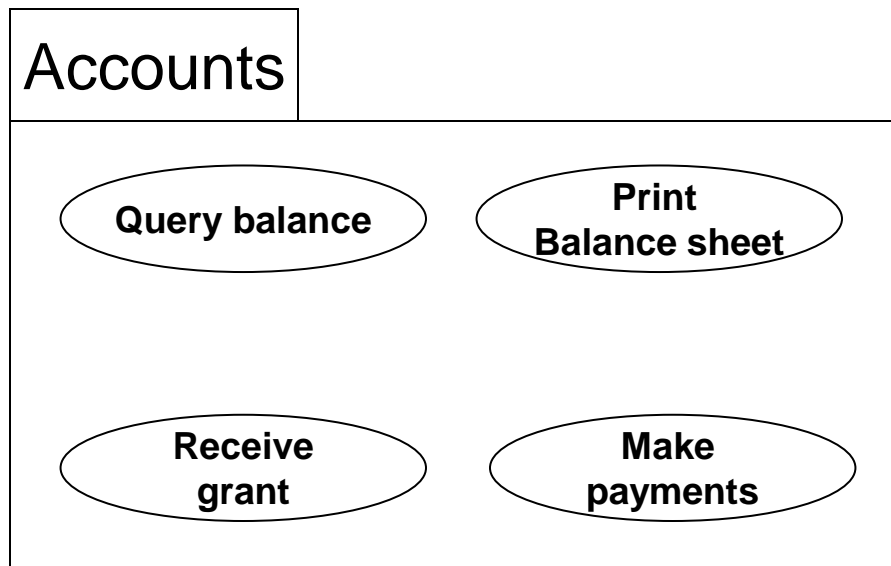 Accounts
Query balance
Print
Balance sheet
Receive
grant
Make
payments